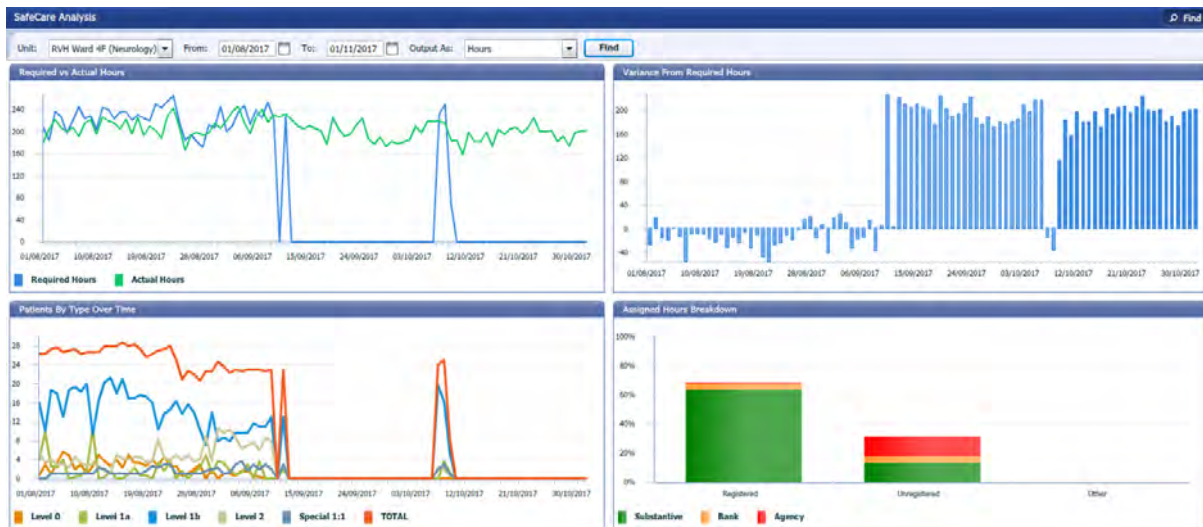 SafeCare Analysis
Find
Unit: RVH Ward 4F (Neurology) From: 01/08/2017 To: 01/11/2017 Output As: Hours Find
Required vs Actual Hours
240
200
160
120
80
40
0
01/08/2017 10/08/2017 19/08/2017 28/08/2017 06/09/2017 15/09/2017 24/09/2017 03/10/2017 12/10/2017 21/10/2017 30/10/2017
Required Hours Actual Hours
Variance From Required Hours
200
160
120
80
40
0
-40
01/08/2017 10/08/2017 19/08/2017 28/08/2017 06/09/2017 15/09/2017 24/09/2017 03/10/2017 12/10/2017 21/10/2017 30/10/2017
Patients By Type Over Time
28
24
20
16
12
8
4
0
01/08/2017 10/08/2017 19/08/2017 28/08/2017 06/09/2017 15/09/2017 24/09/2017 03/10/2017 12/10/2017 21/10/2017 30/10/2017
Level 0 Level 1a Level 1b Level 2 Special 1:1 TOTAL
Assigned Hours Breakdown
100%
80%
60%
40%
20%
0%
Registered Unregistered Other
Substantive Bank Agency